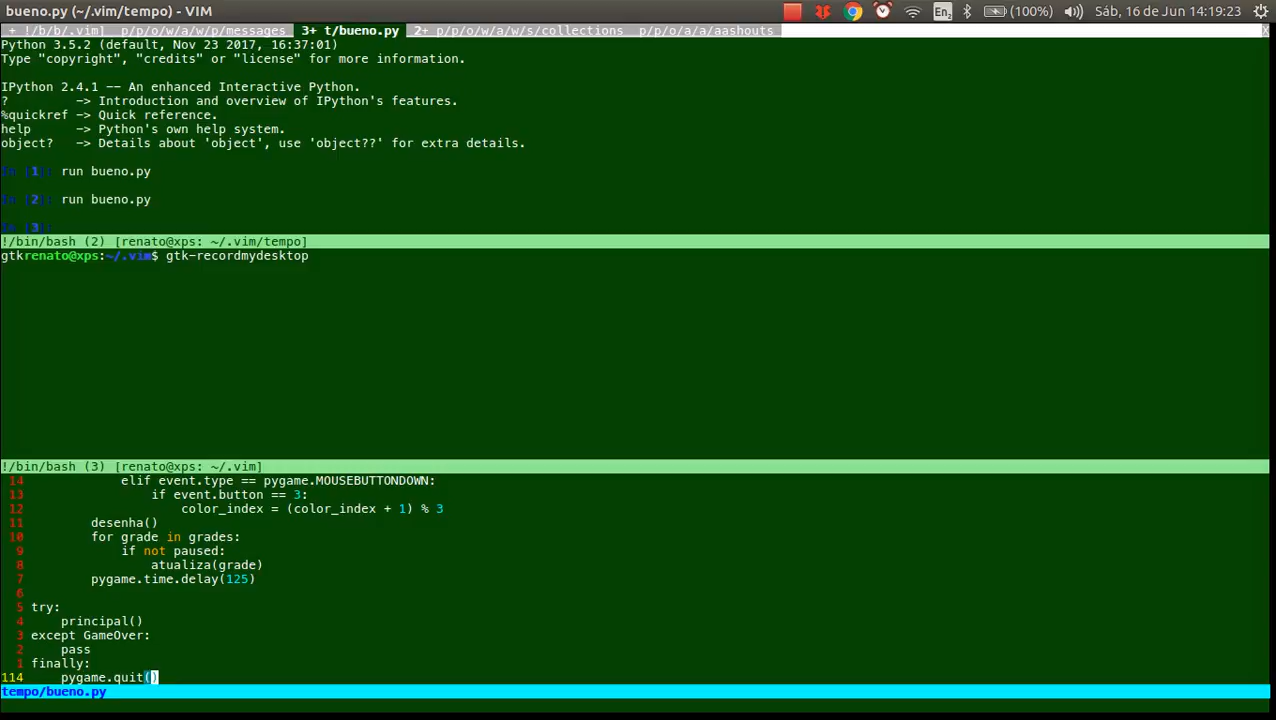 bueno.py (~/.vim/tempo) - VIM
En2 (100%) Sáb, 16 de Jun 14:19:23
+ !/b/b/.vim] p/p/o/w/a/w/p/messages 3+ t/bueno.py 2+ p/p/o/w/a/w/s/collections p/p/o/a/a/aashouts X
Python 3.5.2 (default, Nov 23 2017, 16:37:01)
Type "copyright", "credits" or "license" for more information.
IPython 2.4.1 -- An enhanced Interactive Python.
?         -> Introduction and overview of IPython's features.
%quickref -> Quick reference.
help      -> Python's own help system.
object?   -> Details about 'object', use 'object??' for extra details.
In [1]: run bueno.py
In [2]: run bueno.py
In [3]:
!/bin/bash (2) [renato@xps: ~/.vim/tempo]
gtkrenato@xps:~/.vim$ gtk-recordmydesktop
!/bin/bash (3) [renato@xps: ~/.vim]
14             elif event.type == pygame.MOUSEBUTTONDOWN:
13                 if event.button == 3:
12                     color_index = (color_index + 1) % 3
11         desenha()
10         for grade in grades:
9             if not paused:
8                 atualiza(grade)
7         pygame.time.delay(125)
6
5 try:
4     principal()
3 except GameOver:
2     pass
1 finally:
114     pygame.quit()
tempo/bueno.py